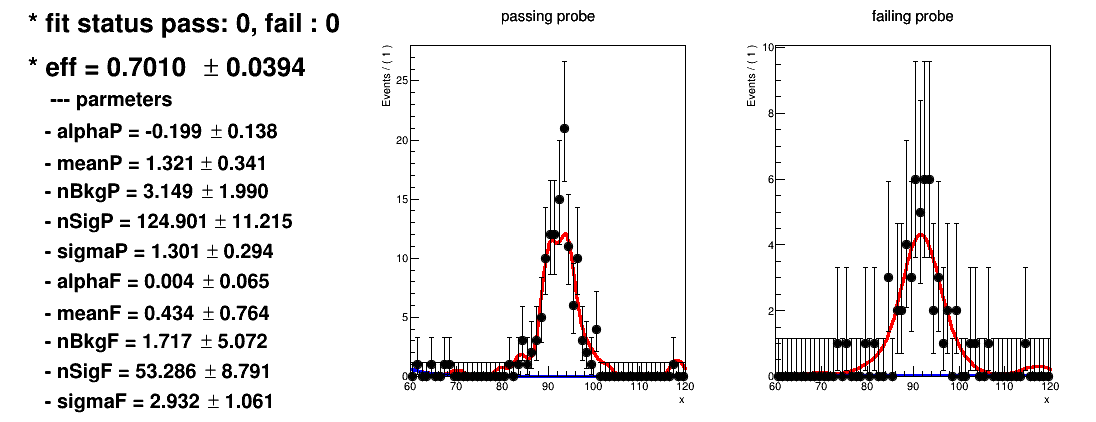 * fit status pass: 0, fail : 0
* eff = 0.7010 ± 0.0394
--- parmeters
- alphaP = -0.199 ± 0.138
- meanP = 1.321 ± 0.341
- nBkgP = 3.149 ± 1.990
- nSigP = 124.901 ± 11.215
- sigmaP = 1.301 ± 0.294
- alphaF = 0.004 ± 0.065
- meanF = 0.434 ± 0.764
- nBkgF = 1.717 ± 5.072
- nSigF = 53.286 ± 8.791
- sigmaF = 2.932 ± 1.061
passing probe
Events / ( 1 )
25
20
15
10
5
0
60 70 80 90 100 110 120
x
failing probe
Events / ( 1 )
10
8
6
4
2
0
60 70 80 90 100 110 120
x